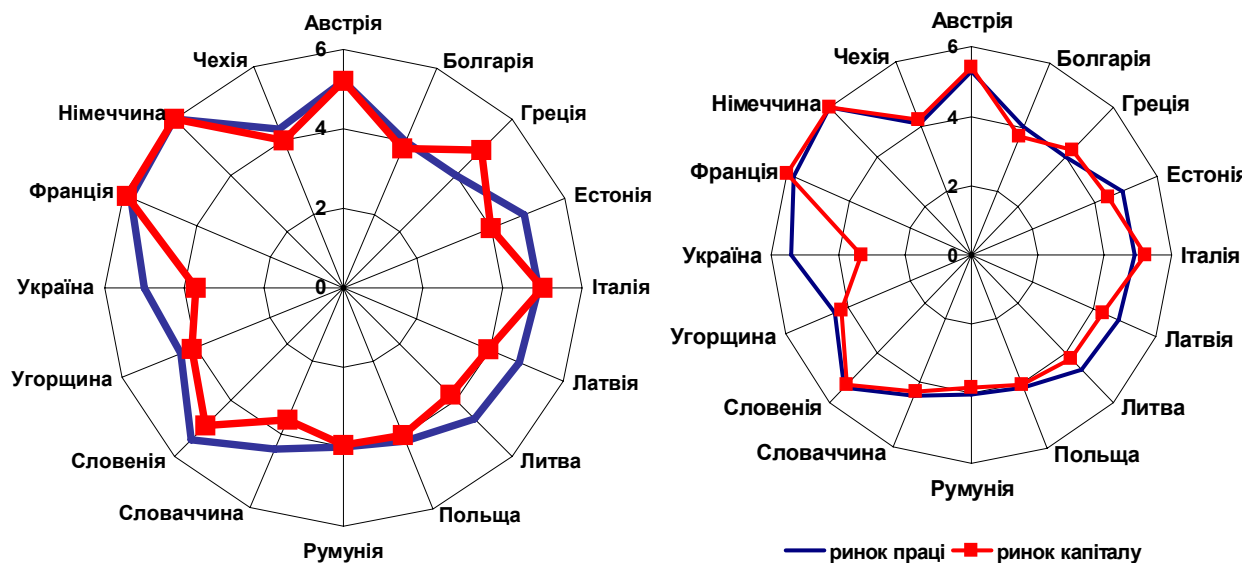 Австрія
Болгарія
Греція
Естонія
Італія
Латвія
Литва
Польща
Румунія
Словаччина
Словенія
Угорщина
Україна
Франція
Німеччина
Чехія
6
4
2
0
Австрія
Болгарія
Греція
Естонія
Італія
Латвія
Литва
Польща
Румунія
Словаччина
Словенія
Угорщина
Україна
Франція
Німеччина
Чехія
6
4
2
0
ринок праці ринок капіталу